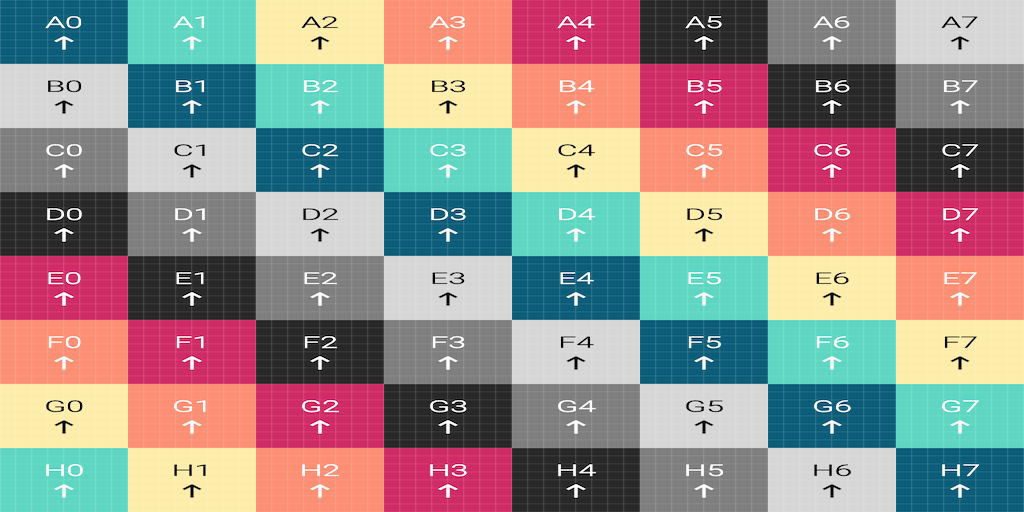 A0 A1 A2 A3 A4 A5 A6 A7
↑ ↑ ↑ ↑ ↑ ↑ ↑ ↑
B0 B1 B2 B3 B4 B5 B6 B7
↑ ↑ ↑ ↑ ↑ ↑ ↑ ↑
C0 C1 C2 C3 C4 C5 C6 C7
↑ ↑ ↑ ↑ ↑ ↑ ↑ ↑
D0 D1 D2 D3 D4 D5 D6 D7
↑ ↑ ↑ ↑ ↑ ↑ ↑ ↑
E0 E1 E2 E3 E4 E5 E6 E7
↑ ↑ ↑ ↑ ↑ ↑ ↑ ↑
F0 F1 F2 F3 F4 F5 F6 F7
↑ ↑ ↑ ↑ ↑ ↑ ↑ ↑
G0 G1 G2 G3 G4 G5 G6 G7
↑ ↑ ↑ ↑ ↑ ↑ ↑ ↑
H0 H1 H2 H3 H4 H5 H6 H7
↑ ↑ ↑ ↑ ↑ ↑ ↑ ↑